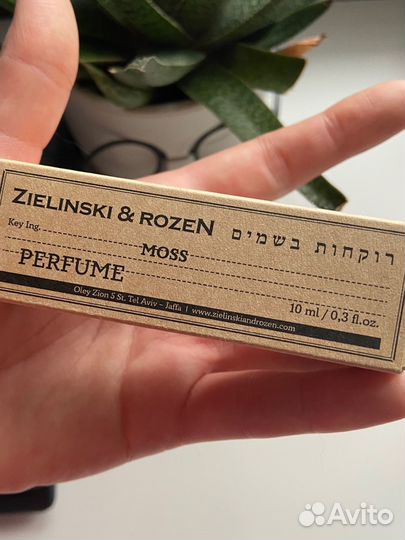 ZIELINSKI & ROZEN רוקחות בשמים
Key Ing.
MOSS
PERFUME
10 ml / 0,3 fl.oz.
Oley Zion 5 St. Tel Aviv – Jaffa | www.zielinskiandrozen.com
Avito